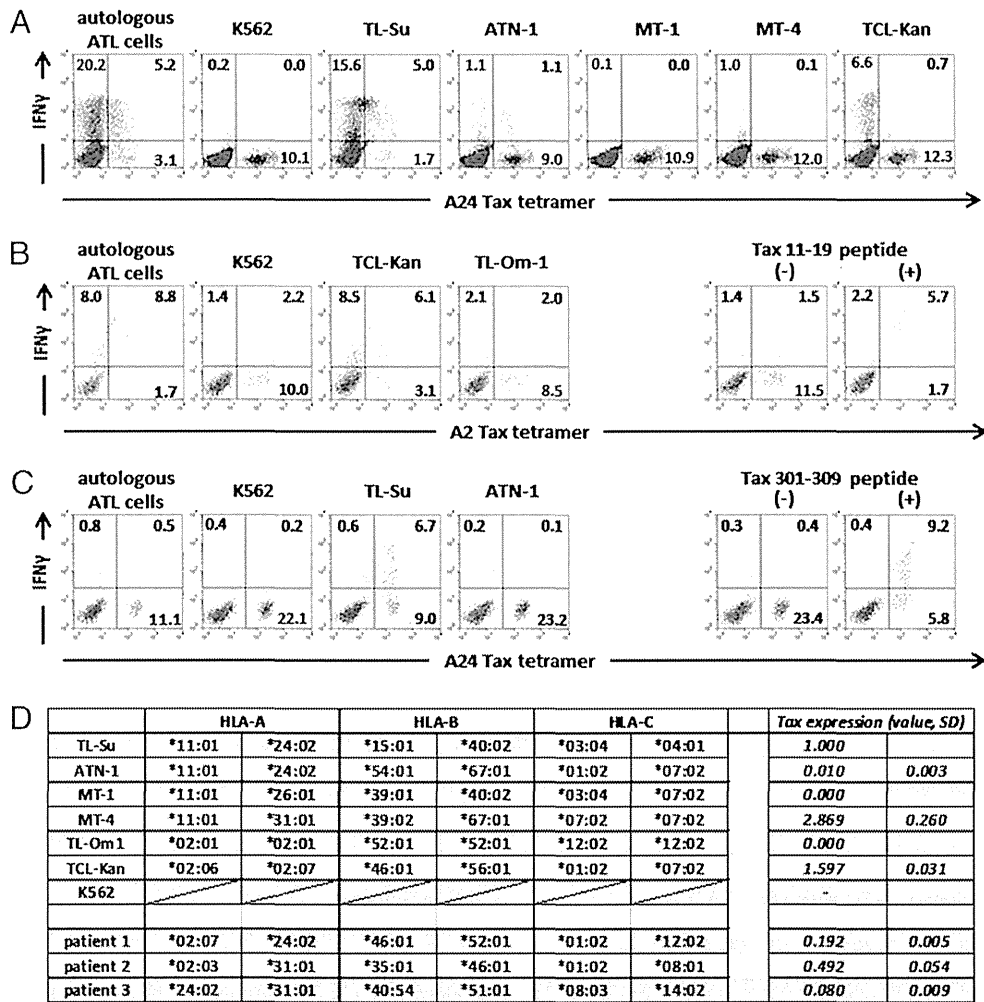 A
autologous ATL cells K562 TL-Su ATN-1 MT-1 MT-4 TCL-Kan
IFNγ
20.2 5.2 0.2 0.0 15.6 5.0 1.1 1.1 0.1 0.0 1.0 0.1 6.6 0.7
3.1 10.1 1.7 9.0 10.9 12.0 12.3
A24 Tax tetramer
B
autologous ATL cells K562 TCL-Kan TL-Om-1 Tax 11-19 peptide
(-) (+)
IFNγ
8.0 8.8 1.4 2.2 8.5 6.1 2.1 2.0 1.4 1.5 2.2 5.7
1.7 10.0 3.1 8.5 11.5 1.7
A2 Tax tetramer
C
autologous ATL cells K562 TL-Su ATN-1 Tax 301-309 peptide
(-) (+)
IFNγ
0.8 0.5 0.4 0.2 0.6 6.7 0.2 0.1 0.3 0.4 0.4 9.2
11.1 22.1 9.0 23.2 23.4 5.8
A24 Tax tetramer
D
HLA-A HLA-B HLA-C Tax expression (value, SD)
TL-Su *11:01 *24:02 *15:01 *40:02 *03:04 *04:01 1.000
ATN-1 *11:01 *24:02 *54:01 *67:01 *01:02 *07:02 0.010 0.003
MT-1 *11:01 *26:01 *39:01 *40:02 *03:04 *07:02 0.000
MT-4 *11:01 *31:01 *39:02 *67:01 *07:02 *07:02 2.869 0.260
TL-Om1 *02:01 *02:01 *52:01 *52:01 *12:02 *12:02 0.000
TCL-Kan *02:06 *02:07 *46:01 *56:01 *01:02 *07:02 1.597 0.031
K562 -
patient 1 *02:07 *24:02 *46:01 *52:01 *01:02 *12:02 0.192 0.005
patient 2 *02:03 *31:01 *35:01 *46:01 *01:02 *08:01 0.492 0.054
patient 3 *24:02 *31:01 *40:54 *51:01 *08:03 *14:02 0.080 0.009